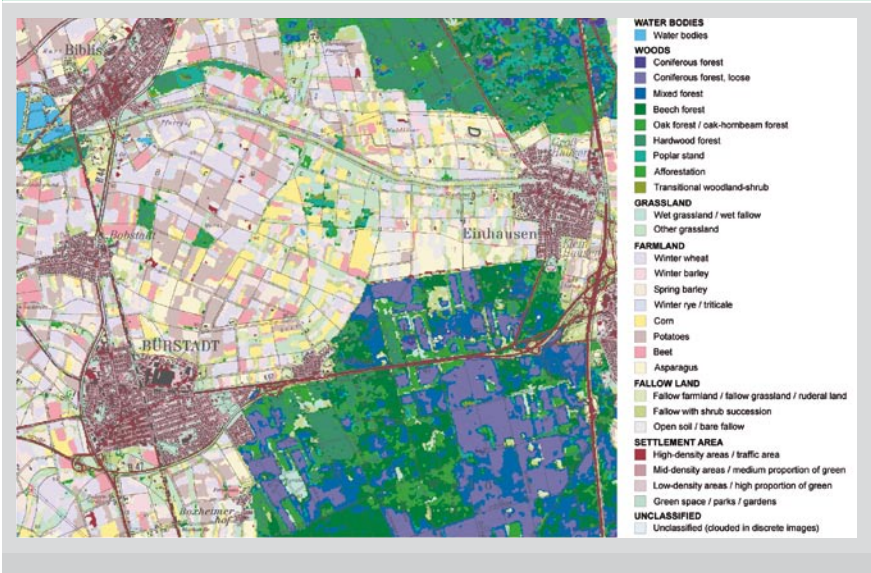 Biblis
Bobstadt
Einhausen
BÜRSTADT
Boxheimer
hof
WATER BODIES
Water bodies
WOODS
Coniferous forest
Coniferous forest, loose
Mixed forest
Beech forest
Oak forest / oak-hornbeam forest
Hardwood forest
Poplar stand
Afforestation
Transitional woodland-shrub
GRASSLAND
Wet grassland / wet fallow
Other grassland
FARMLAND
Winter wheat
Winter barley
Spring barley
Winter rye / triticale
Corn
Potatoes
Beet
Asparagus
FALLOW LAND
Fallow farmland / fallow grassland / ruderal land
Fallow with shrub succession
Open soil / bare fallow
SETTLEMENT AREA
High-density areas / traffic area
Mid-density areas / medium proportion of green
Low-density areas / high proportion of green
Green space / parks / gardens
UNCLASSIFIED
Unclassified (clouded in discrete images)